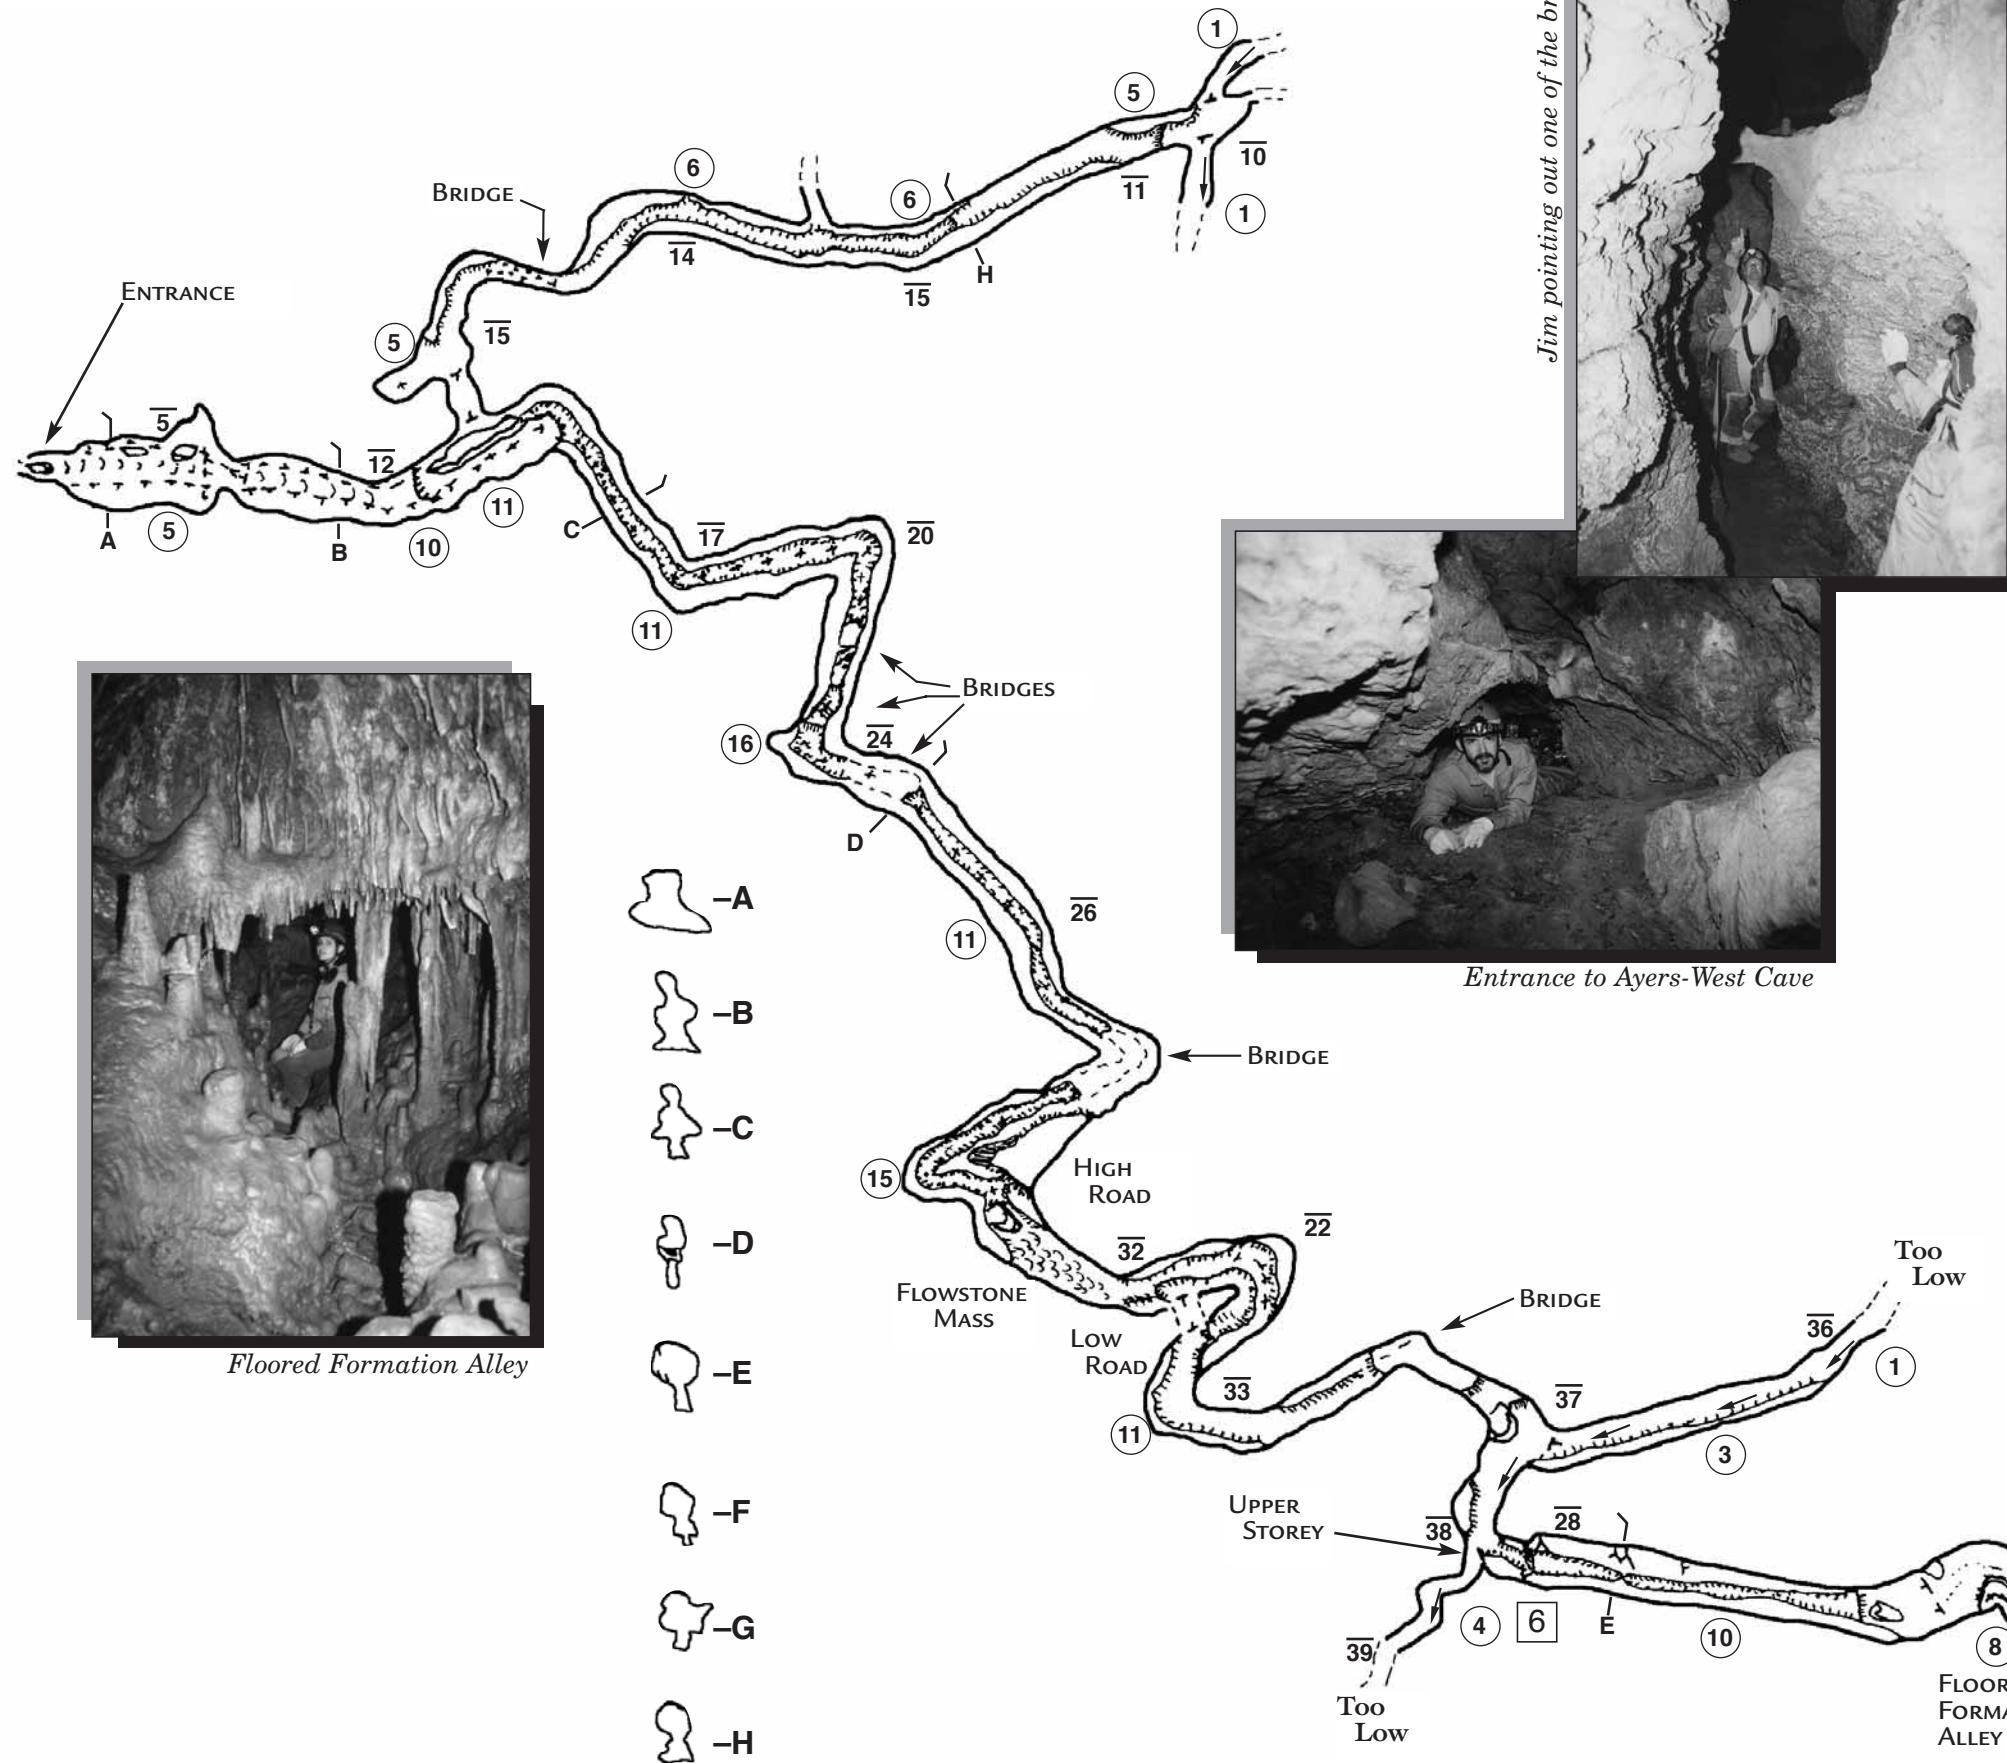 1
5
10
6
Bridge
6
11
1
14
H
15
Entrance
15
5
5
12
11
A
5
B
10
C
17
20
11
Bridges
16
24
D
26
11
Bridge
15
High
Road
22
32
Flowstone
Mass
Low
Road
33
11
Bridge
37
Too
Low
36
1
3
Upper
Storey
38
28
4
6
E
10
8
39
Too
Low
Alley
–A
–B
–C
–D
–E
–F
–G
–H
Jim pointing out one of the
Entrance to Ayers-West Cave
Floored Formation Alley